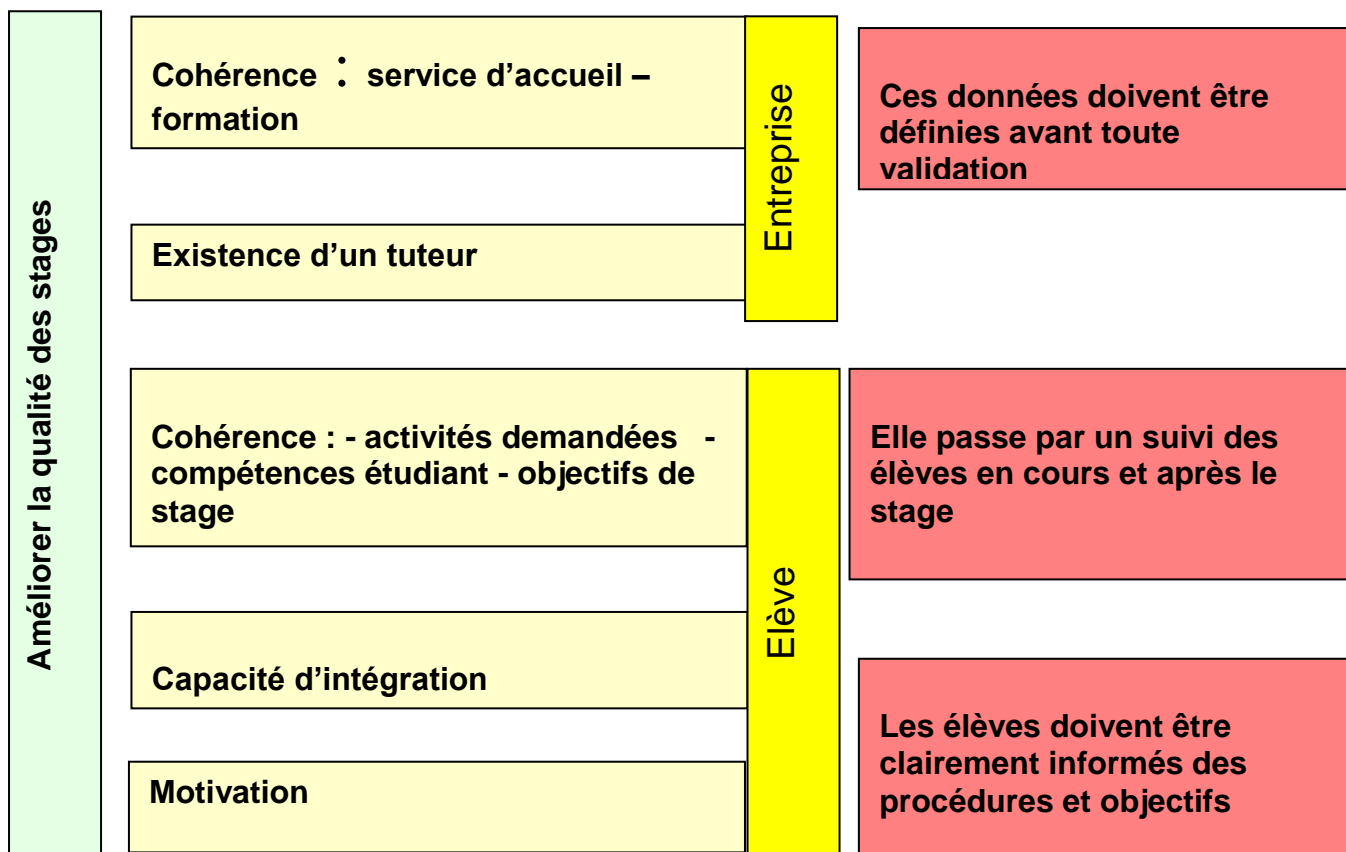 Améliorer la qualité des stages
Cohérence : service d’accueil –
formation
Existence d’un tuteur
Entreprise
Ces données doivent être
définies avant toute
validation
Cohérence : - activités demandées -
compétences étudiant - objectifs de
stage
Capacité d’intégration
Motivation
Elève
Elle passe par un suivi des
élèves en cours et après le
stage
Les élèves doivent être
clairement informés des
procédures et objectifs